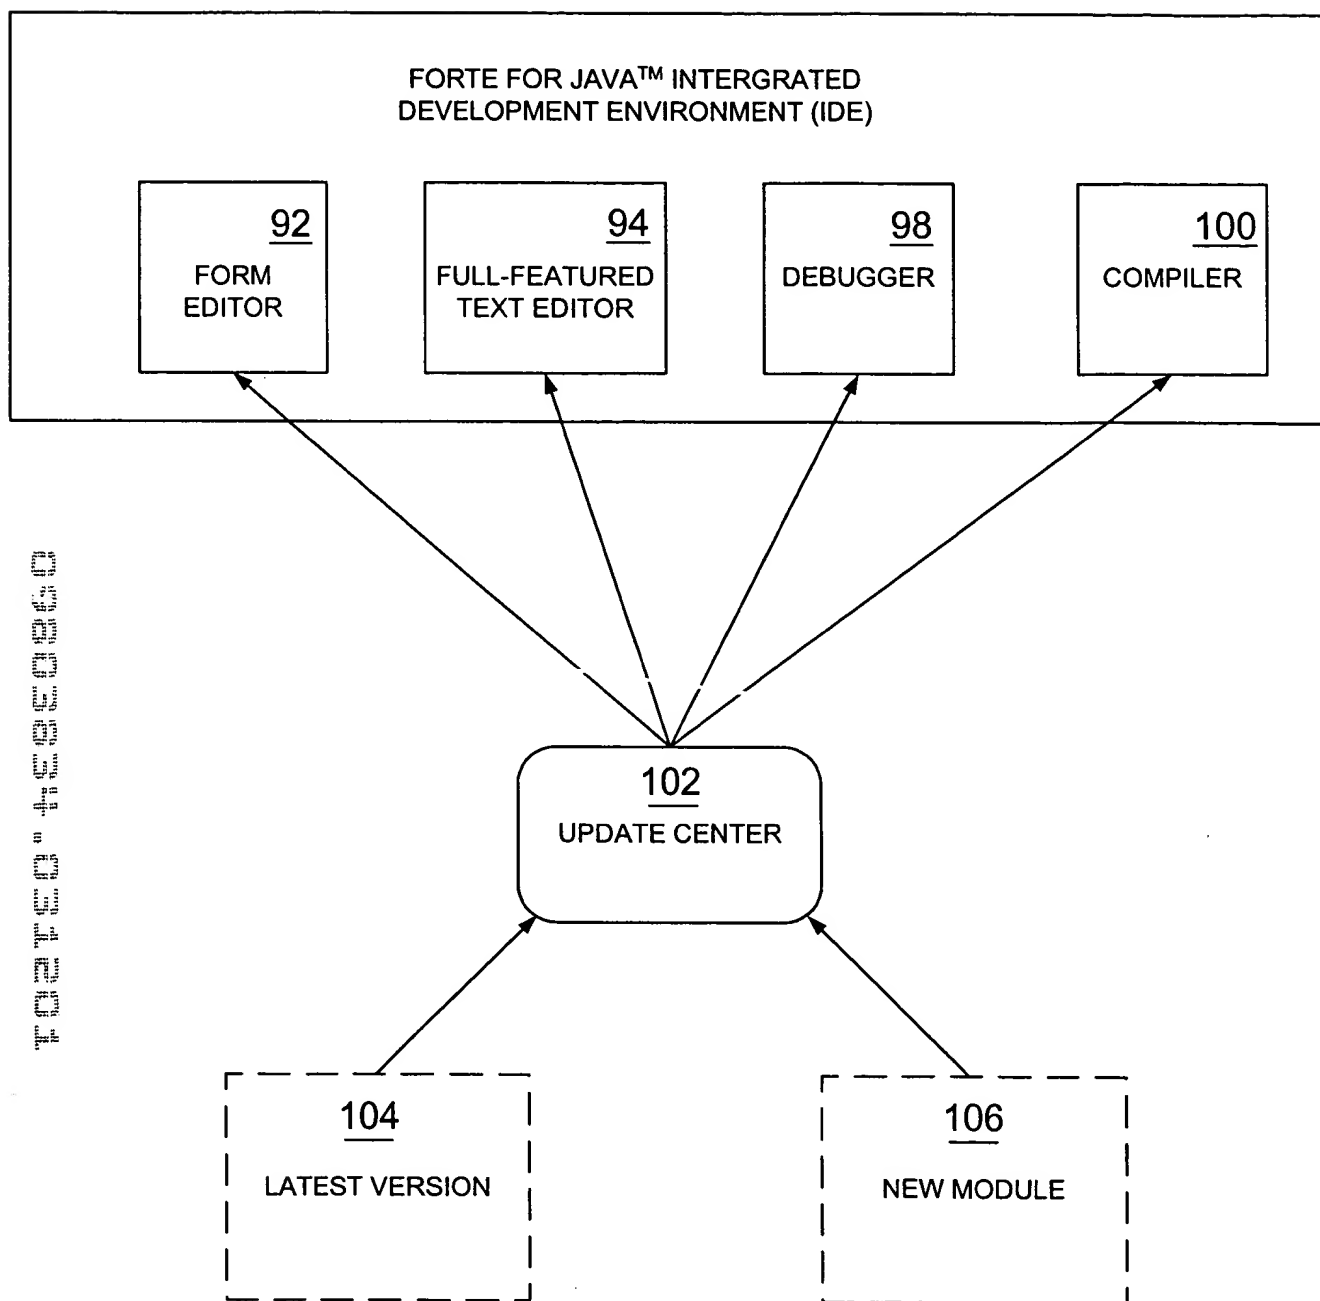 FORTE FOR JAVA™ INTERGRATED
DEVELOPMENT ENVIRONMENT (IDE)
92
FORM
EDITOR
94
FULL-FEATURED
TEXT EDITOR
98
DEBUGGER
100
COMPILER
102
UPDATE CENTER
104
LATEST VERSION
106
NEW MODULE